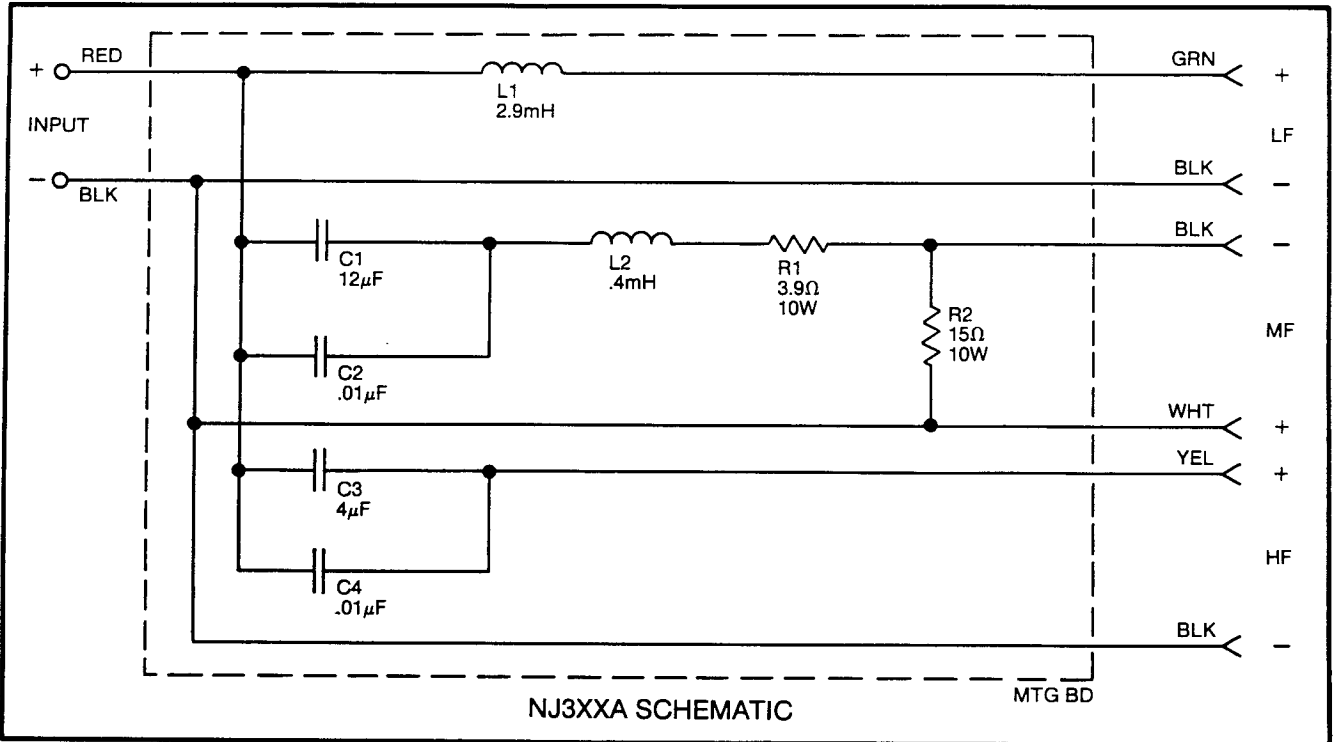 RED
GRN
+
+
L1
2.9mH
INPUT
LF
BLK
−
−
BLK
BLK
−
C1
12µF
L2
.4mH
R1
3.9Ω
10W
R2
15Ω
10W
MF
C2
.01µF
WHT
+
YEL
+
C3
4µF
HF
C4
.01µF
BLK
−
MTG BD
NJ3XXA SCHEMATIC